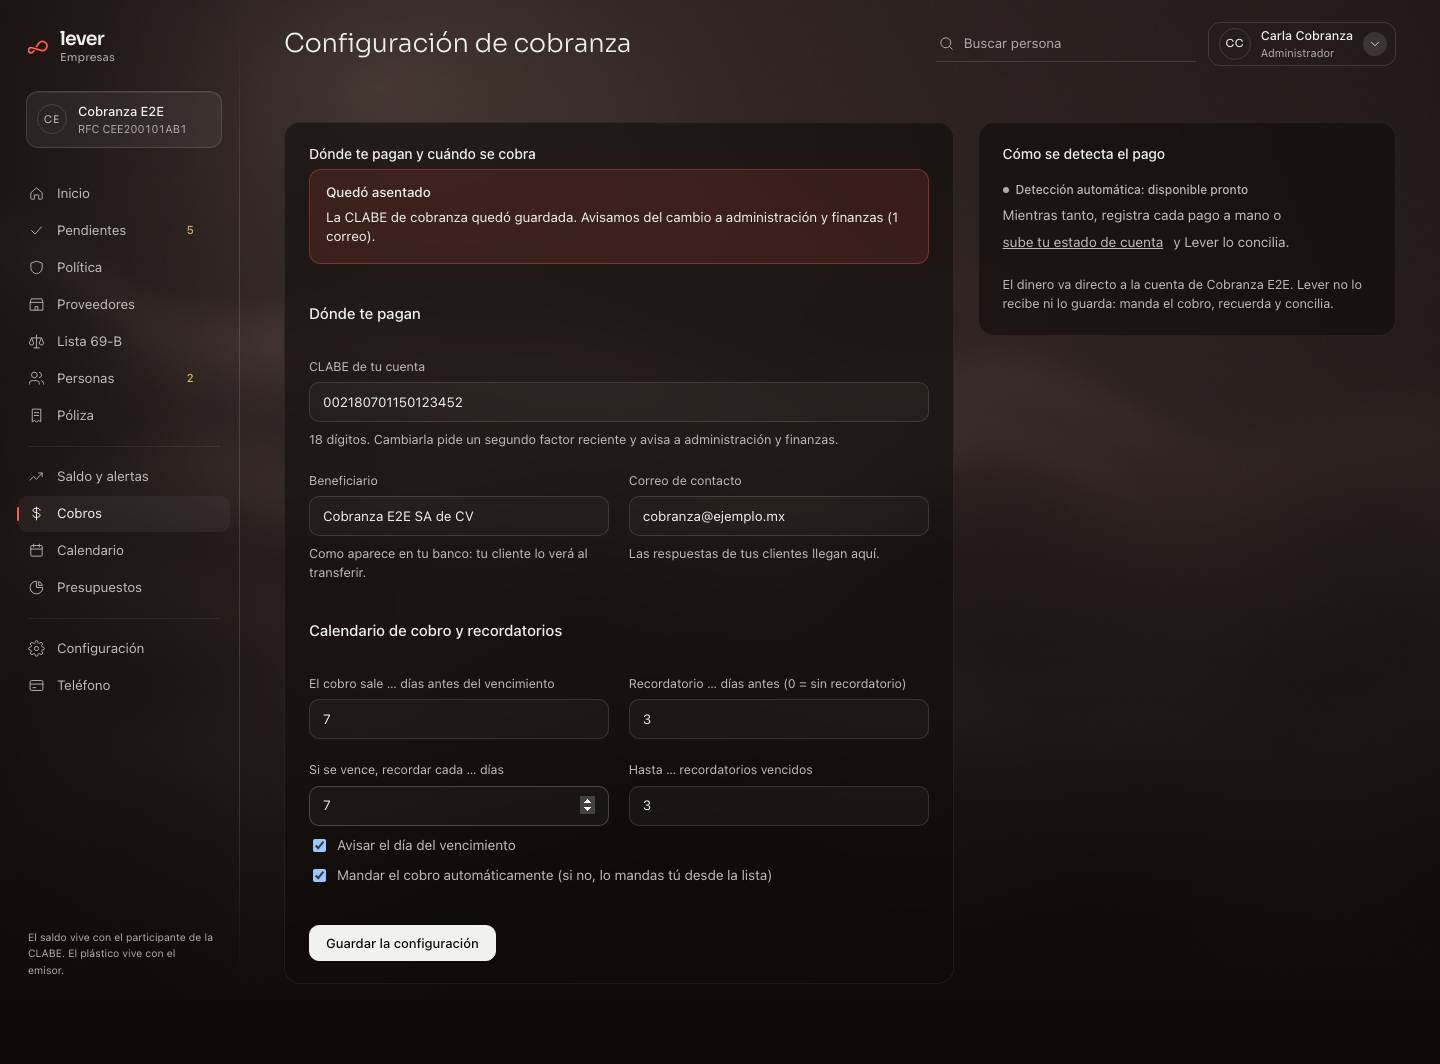 lever
Empresas
Cobranza E2E
CE
RFC CEE200101AB1
Inicio
Pendientes 5
Política
Proveedores
Lista 69-B
Personas 2
Póliza
Saldo y alertas
Cobros
Calendario
Presupuestos
Configuración
Teléfono
El saldo vive con el participante de la
CLABE. El plástico vive con el
emisor.
Configuración de cobranza
Buscar persona
CC
Carla Cobranza
Administrador
Dónde te pagan y cuándo se cobra
Quedó asentado
La CLABE de cobranza quedó guardada. Avisamos del cambio a administración y finanzas (1
correo).
Dónde te pagan
CLABE de tu cuenta
002180701150123452
18 dígitos. Cambiarla pide un segundo factor reciente y avisa a administración y finanzas.
Beneficiario
Cobranza E2E SA de CV
Como aparece en tu banco: tu cliente lo verá al
transferir.
Correo de contacto
cobranza@ejemplo.mx
Las respuestas de tus clientes llegan aquí.
Calendario de cobro y recordatorios
El cobro sale … días antes del vencimiento
7
Recordatorio … días antes (0 = sin recordatorio)
3
Si se vence, recordar cada … días
7
Hasta … recordatorios vencidos
3
Avisar el día del vencimiento
Mandar el cobro automáticamente (si no, lo mandas tú desde la lista)
Guardar la configuración
Cómo se detecta el pago
Detección automática: disponible pronto
Mientras tanto, registra cada pago a mano o
sube tu estado de cuenta y Lever lo concilia.
El dinero va directo a la cuenta de Cobranza E2E. Lever no lo
recibe ni lo guarda: manda el cobro, recuerda y concilia.